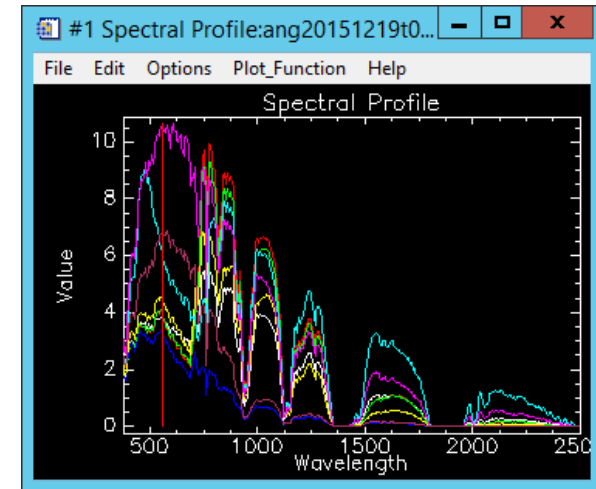 #1 Spectral Profile:ang20151219t0...
File Edit Options Plot_Function Help
Spectral Profile
10
8
6
4
2
0
Value
500 1000 1500 2000 250
Wavelength